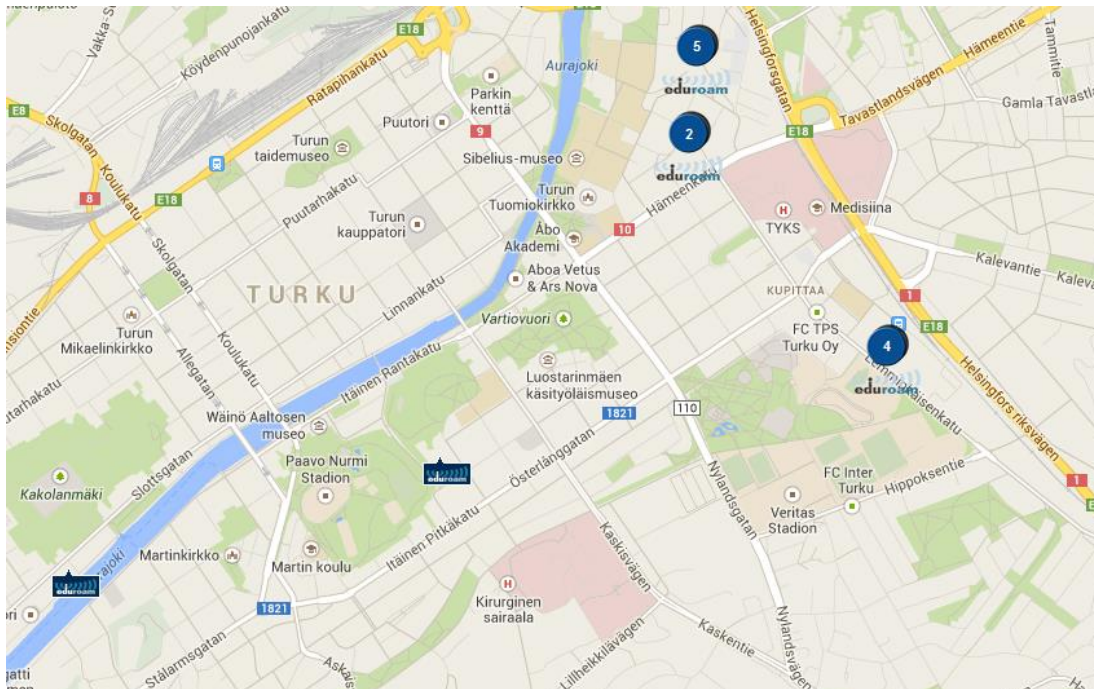 Vakka-S
Köydenpunojankatu
E18
Ratapihankatu
Aurajoki
5
eduroam
Helsingforsgatan
Hämeentie
Tammitie
E8
Skolgatan
Parkin
kenttä
Puutori
9
2
eduroam
E18
Tavastlandsvägen
Gamla Tavastl
Turun
taidemuseo
Sibelius-museo
8
E18
Koulukatu
Puutarhakatu
Turun
Tuomiokirkko
Hämeenkatu
10
TYKS
Medisiina
Skolgatan
Turun
kauppatori
Åbo
Akademi
Kalevantie
Kaleva
TURKU
Linnankatu
Aboa Vetus
& Ars Nova
KUPITTAA
1
E18
nsiontie
Turun
Mikaelinkirkko
Allegatan
Koulukatu
Vartiovuori
FC TPS
Turku Oy
4
eduroam
Itäinen Rantakatu
Luostarinmäen
käsityöläismuseo
1821
110
Helsingfors riksvägen
utarhakatu
Wäinö Aaltosen
museo
Slottsgatan
Paavo Nurmi
Stadion
eduroam
Österlånggatan
Nylandsgatan
FC Inter
Turku
Hippoksentie
1
Kakolanmäki
Veritas
Stadion
Itäinen Pitkäkatu
Kaskisvägen
Martinkirkko
Martin koulu
eduroam
1821
Kirurginen
sairaala
Stålarmsgatan
Lillheikkilävägen
Kaskentie
Nylandsvägen